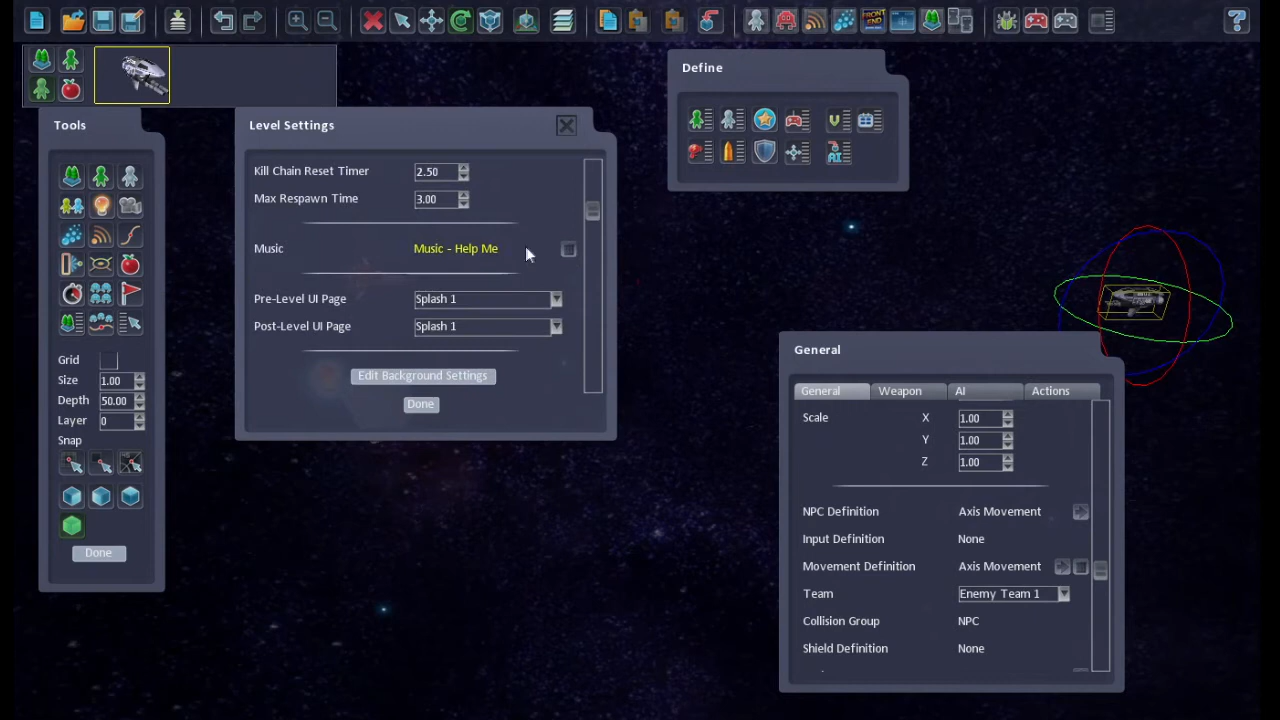 FRONT
END
?
Define
Tools
AI
Level Settings
Kill Chain Reset Timer 2.50
Max Respawn Time 3.00
Music Music - Help Me
Pre-Level UI Page Splash 1
Post-Level UI Page Splash 1
Edit Background Settings
Done
Grid
Size 1.00
Depth 50.00
Layer 0
Snap
Done
General
General Weapon AI Actions
Scale X 1.00
Y 1.00
Z 1.00
NPC Definition Axis Movement
Input Definition None
Movement Definition Axis Movement
Team Enemy Team 1
Collision Group NPC
Shield Definition None